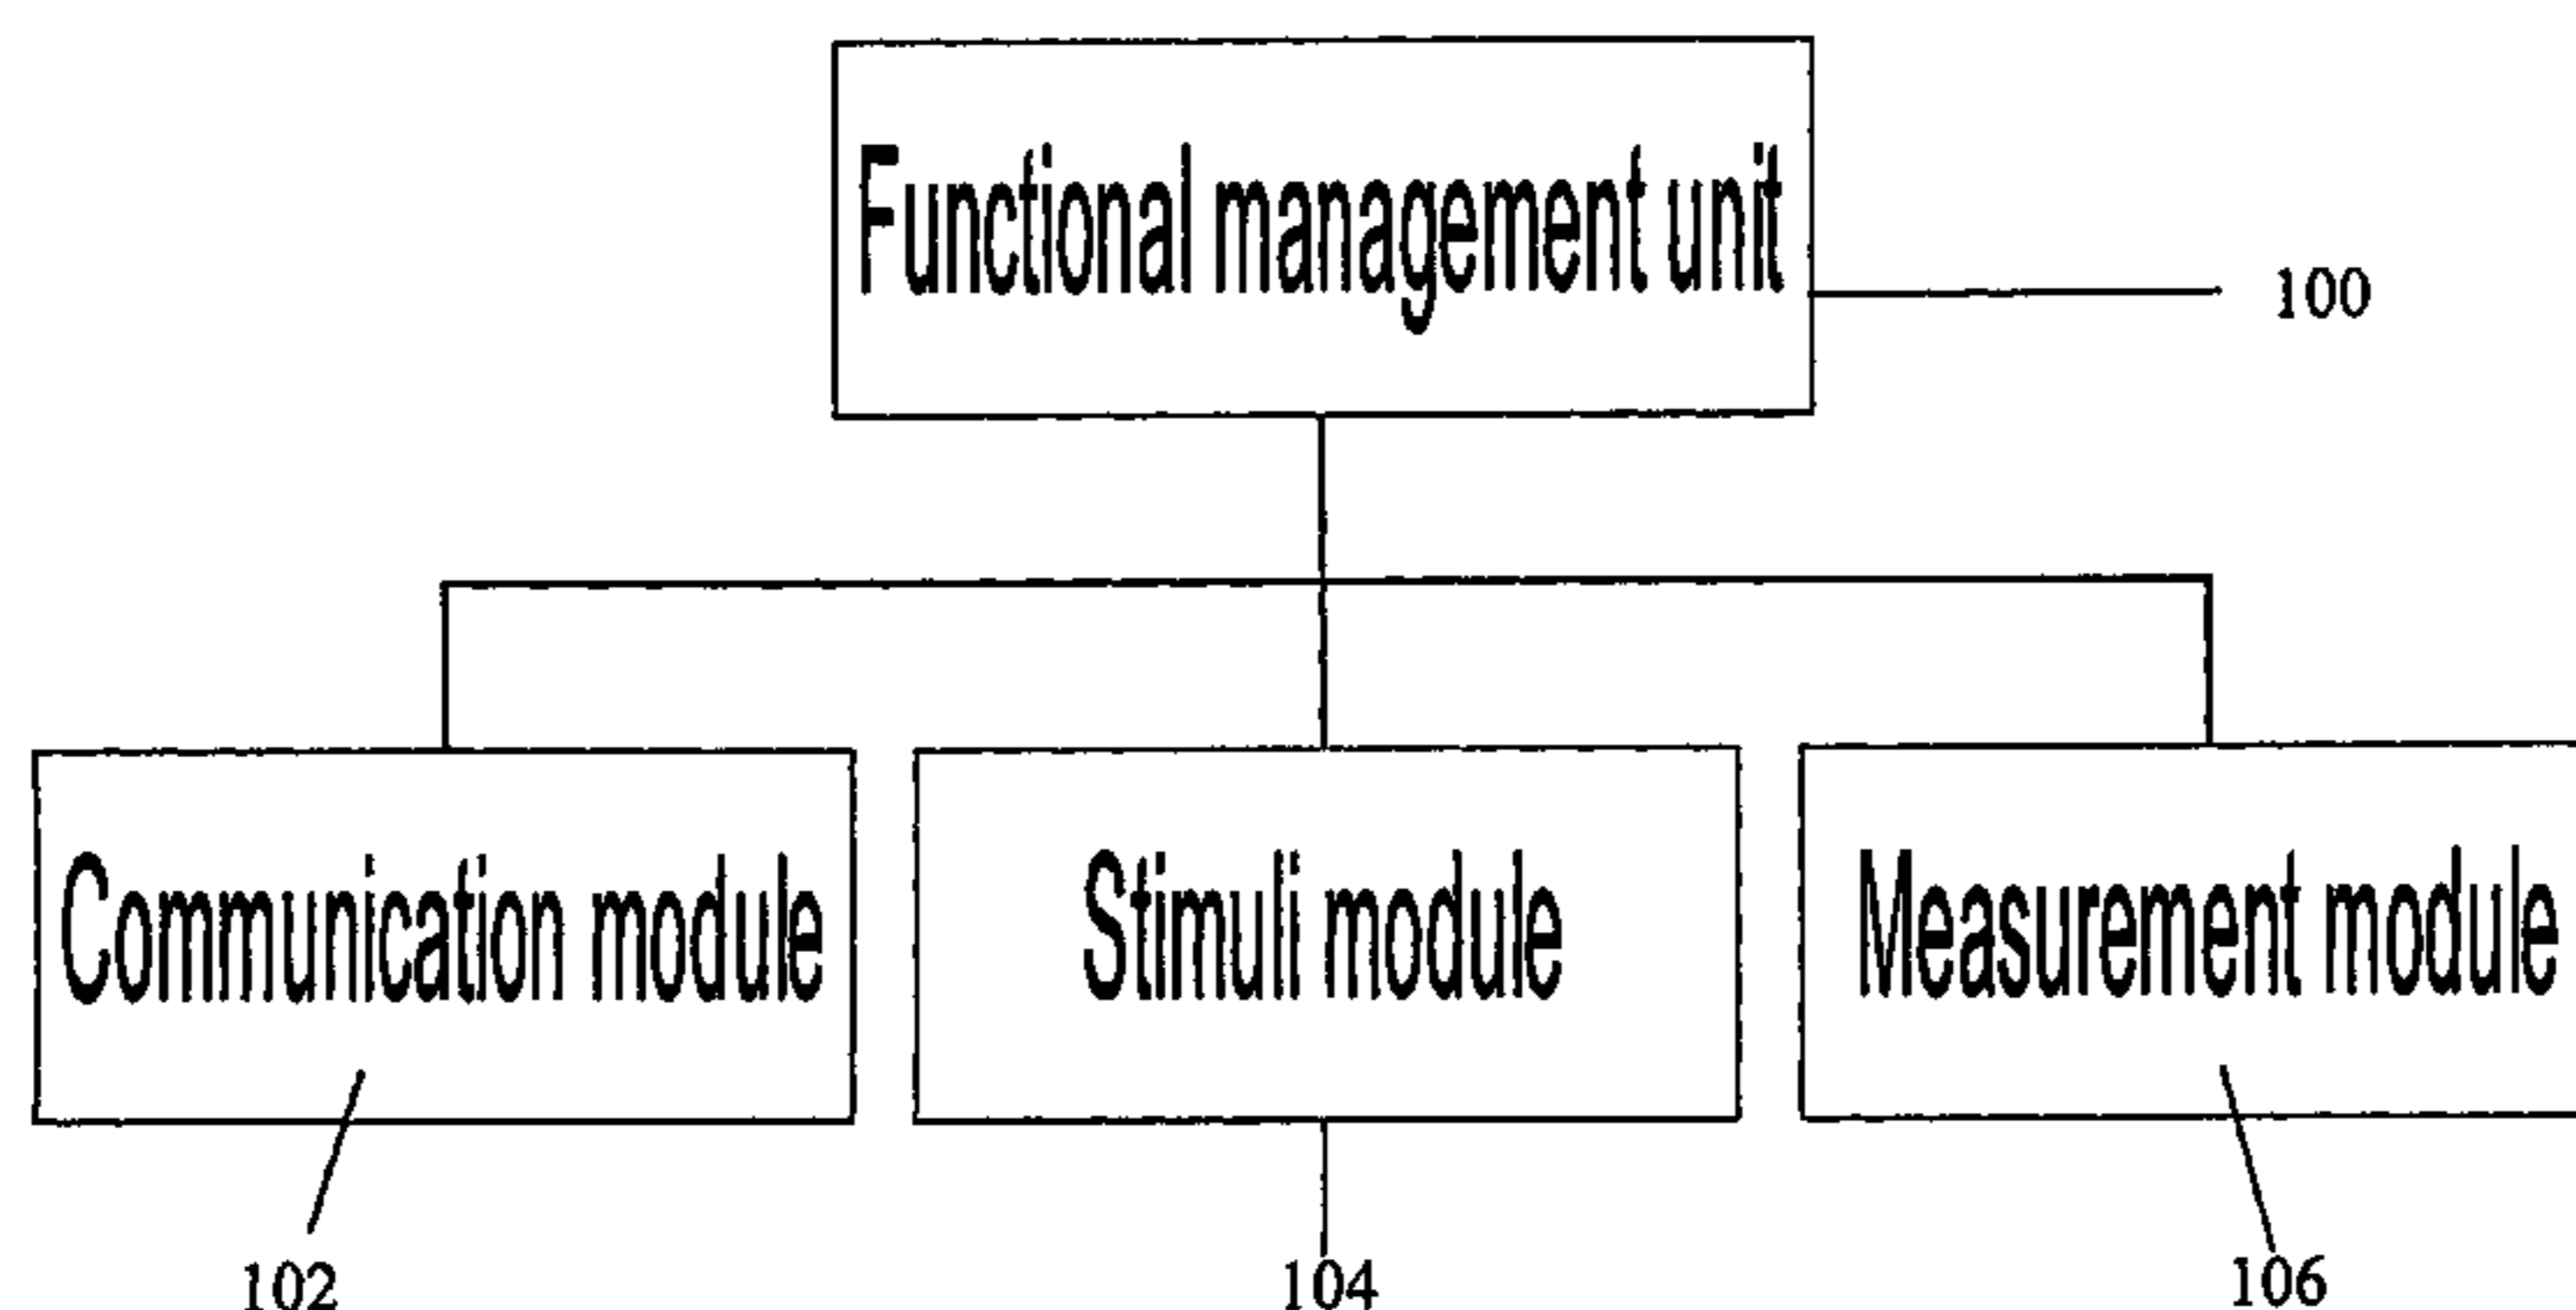 Functional management unit
100
Communication module
Stimuli module
Measurement module
102
104
106